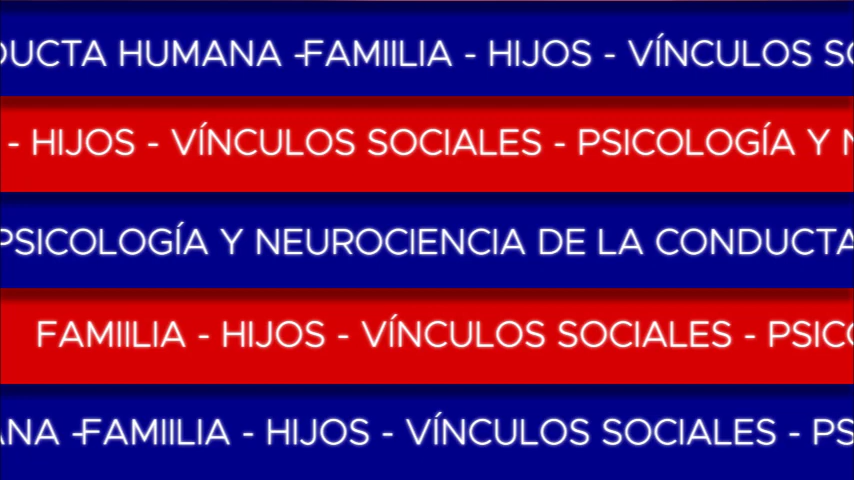 DUCTA HUMANA -FAMIILIA - HIJOS - VÍNCULOS SO
- HIJOS - VÍNCULOS SOCIALES - PSICOLOGÍA Y N
PSICOLOGÍA Y NEUROCIENCIA DE LA CONDUCTA
FAMIILIA - HIJOS - VÍNCULOS SOCIALES - PSICO
ANA -FAMIILIA - HIJOS - VÍNCULOS SOCIALES - PS